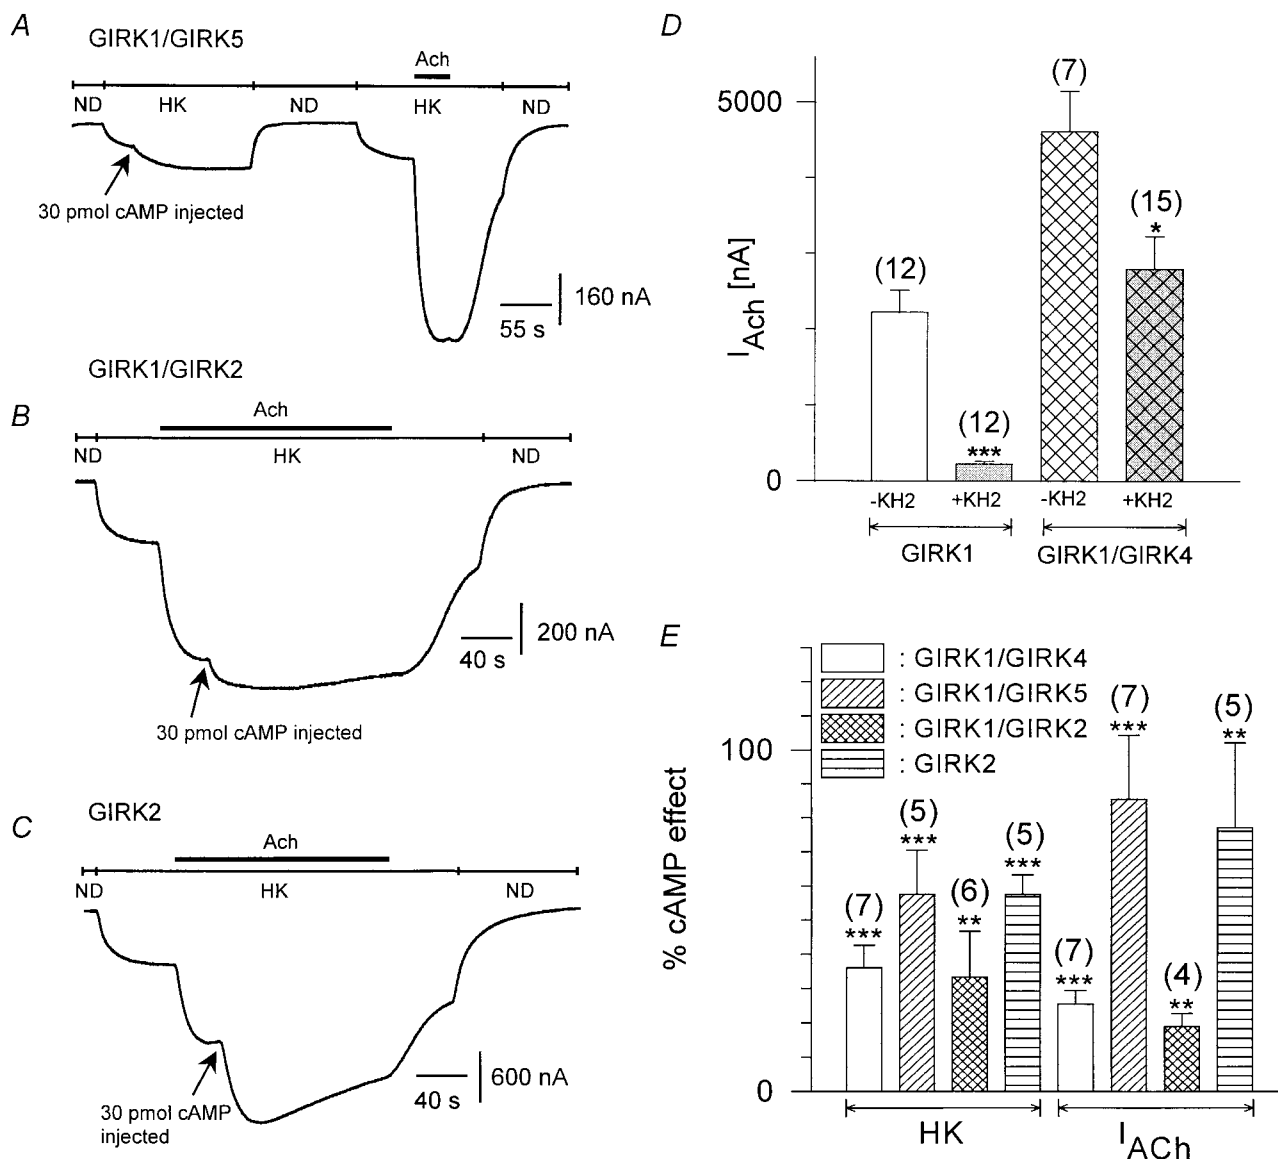 A
GIRK1/GIRK5
Ach
ND HK ND HK ND
30 pmol cAMP injected
160 nA
55 s
B
GIRK1/GIRK2
Ach
ND HK ND
200 nA
40 s
30 pmol cAMP injected
C
GIRK2
Ach
ND HK ND
600 nA
40 s
30 pmol cAMP
injected
D
5000
0
I_Ach [nA]
(12)
(12)
***
(7)
(15)
*
-KH2 +KH2 -KH2 +KH2
GIRK1 GIRK1/GIRK4
E
: GIRK1/GIRK4
: GIRK1/GIRK5
: GIRK1/GIRK2
: GIRK2
100
0
% cAMP effect
(7)
***
(5)
***
(6)
**
(5)
***
(7)
***
(7)
***
(4)
**
(5)
**
HK I_ACh